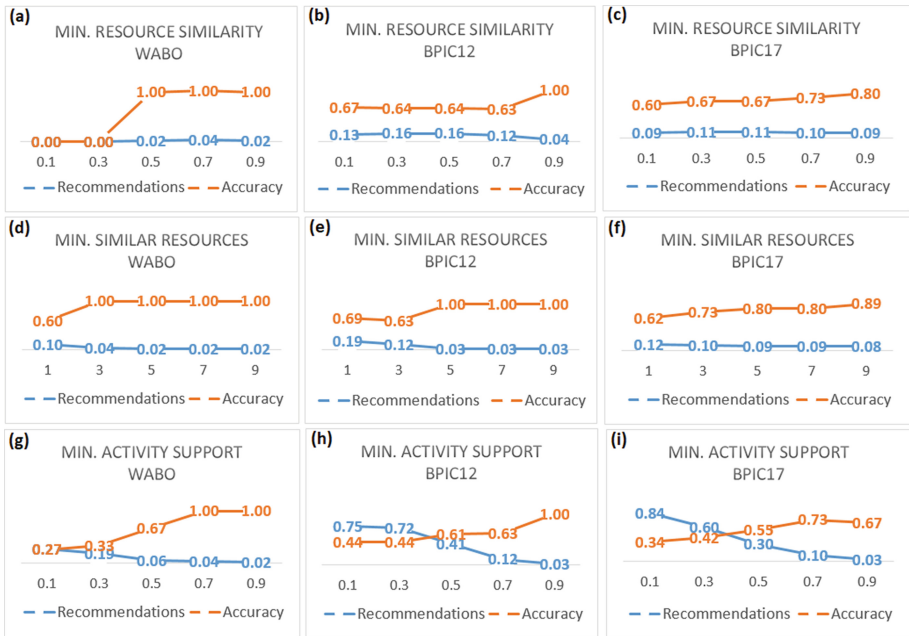 (a)
MIN. RESOURCE SIMILARITY
WABO
1.00 1.00 1.00
0.00 0.00 0.02 0.04 0.02
0.1 0.3 0.5 0.7 0.9
Recommendations Accuracy
(b)
MIN. RESOURCE SIMILARITY
BPIC12
1.00
0.67 0.64 0.64 0.63
0.13 0.16 0.16 0.12 0.04
0.1 0.3 0.5 0.7 0.9
Recommendations Accuracy
(c)
MIN. RESOURCE SIMILARITY
BPIC17
0.60 0.67 0.67 0.73 0.80
0.09 0.11 0.11 0.10 0.09
0.1 0.3 0.5 0.7 0.9
Recommendations Accuracy
(d)
MIN. SIMILAR RESOURCES
WABO
0.60 1.00 1.00 1.00 1.00
0.10 0.04 0.02 0.02 0.02
1 3 5 7 9
Recommendations Accuracy
(e)
MIN. SIMILAR RESOURCES
BPIC12
0.69 0.63 1.00 1.00 1.00
0.19 0.12 0.03 0.03 0.03
1 3 5 7 9
Recommendations Accuracy
(f)
MIN. SIMILAR RESOURCES
BPIC17
0.62 0.73 0.80 0.80 0.89
0.12 0.10 0.09 0.09 0.08
1 3 5 7 9
Recommendations Accuracy
(g)
MIN. ACTIVITY SUPPORT
WABO
0.27 0.33 0.67 1.00 1.00
0.19 0.06 0.04 0.02
0.1 0.3 0.5 0.7 0.9
Recommendations Accuracy
(h)
MIN. ACTIVITY SUPPORT
BPIC12
0.75 0.72 0.41 0.12 0.03
0.44 0.44 0.61 0.63 1.00
0.1 0.3 0.5 0.7 0.9
Recommendations Accuracy
(i)
MIN. ACTIVITY SUPPORT
BPIC17
0.84 0.60 0.30 0.10 0.03
0.34 0.42 0.55 0.73 0.67
0.1 0.3 0.5 0.7 0.9
Recommendations Accuracy